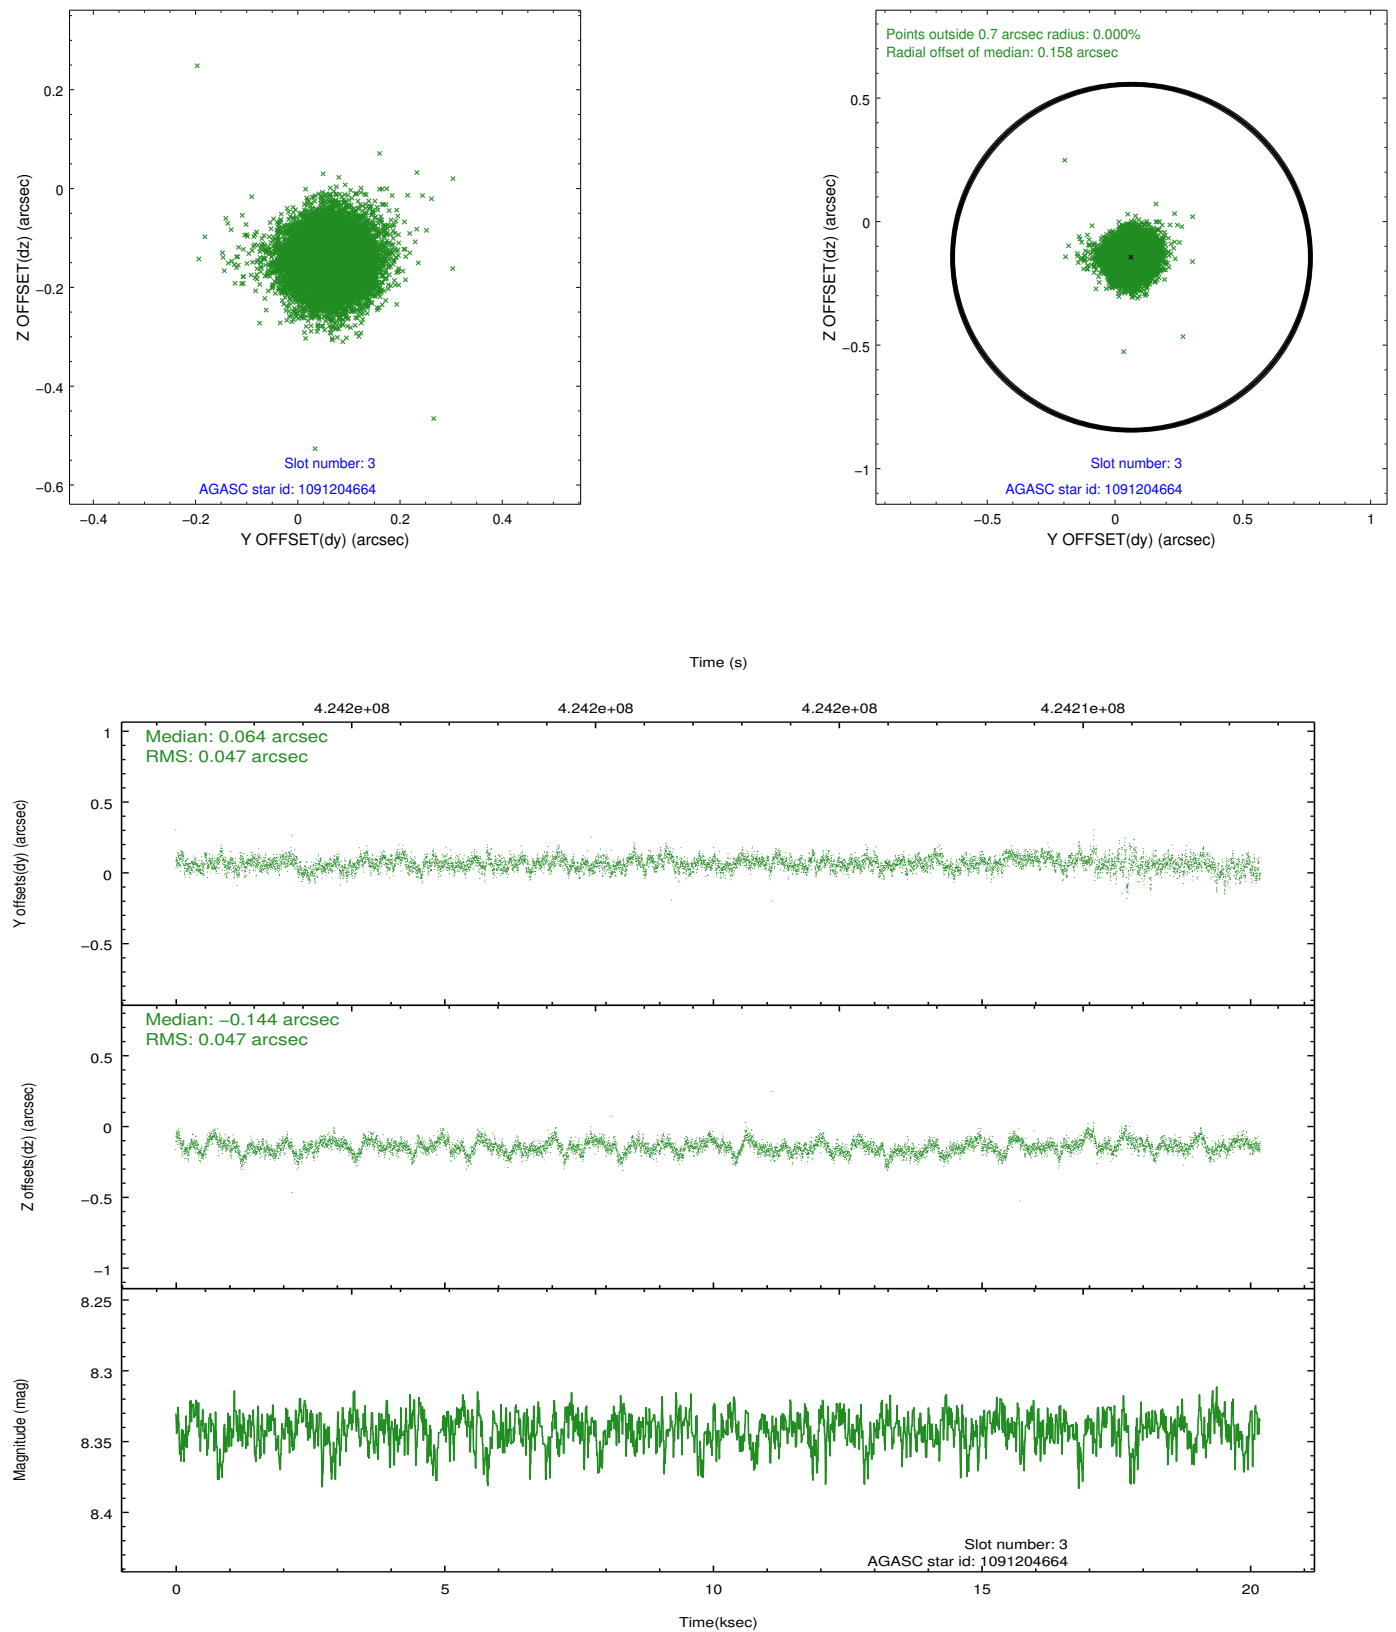 0.2
0
−0.2
−0.4
−0.6
Z OFFSET(dz) (arcsec)
Slot number: 3
AGASC star id: 1091204664
−0.4
−0.2
0
0.2
0.4
Y OFFSET(dy) (arcsec)
Points outside 0.7 arcsec radius: 0.000%
Radial offset of median: 0.158 arcsec
0.5
0
−0.5
−1
Z OFFSET(dz) (arcsec)
Slot number: 3
AGASC star id: 1091204664
−0.5
0
0.5
1
Y OFFSET(dy) (arcsec)
Time (s)
4.242e+08
4.242e+08
4.242e+08
4.2421e+08
Median: 0.064 arcsec
RMS: 0.047 arcsec
1
0.5
0
−0.5
Y offsets(dy) (arcsec)
Median: −0.144 arcsec
RMS: 0.047 arcsec
0.5
0
−0.5
−1
Z offsets(dz) (arcsec)
8.25
8.3
8.35
8.4
Magnitude (mag)
Slot number: 3
AGASC star id: 1091204664
0
5
10
15
20
Time(ksec)